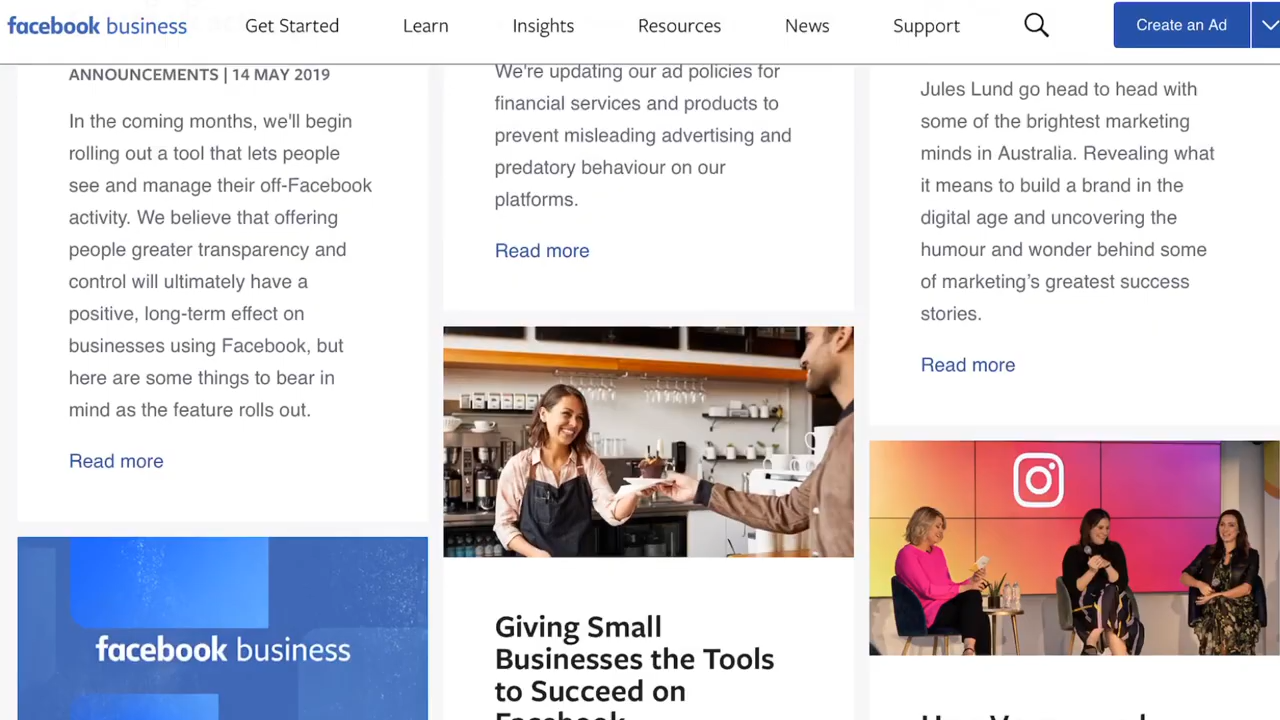 facebook business
Get Started
Learn
Insights
Resources
News
Support
Create an Ad
ANNOUNCEMENTS | 14 MAY 2019
In the coming months, we'll begin
rolling out a tool that lets people
see and manage their off-Facebook
activity. We believe that offering
people greater transparency and
control will ultimately have a
positive, long-term effect on
businesses using Facebook, but
here are some things to bear in
mind as the feature rolls out.
Read more
facebook business
We're updating our ad policies for
financial services and products to
prevent misleading advertising and
predatory behaviour on our
platforms.
Read more
Giving Small
Businesses the Tools
to Succeed on
Facebook
Jules Lund go head to head with
some of the brightest marketing
minds in Australia. Revealing what
it means to build a brand in the
digital age and uncovering the
humour and wonder behind some
of marketing’s greatest success
stories.
Read more